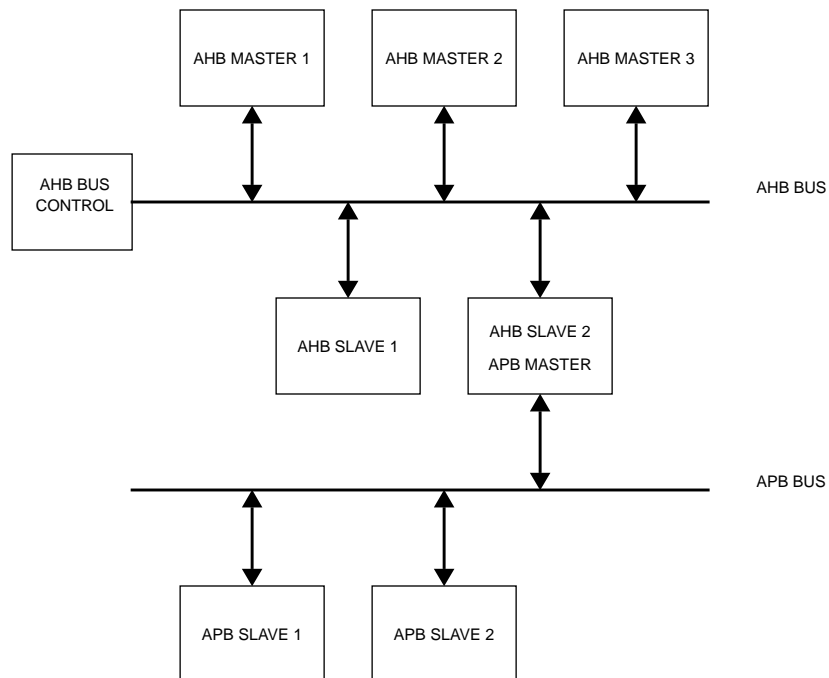 AHB MASTER 1
AHB MASTER 2
AHB MASTER 3
AHB BUS
CONTROL
AHB BUS
AHB SLAVE 1
AHB SLAVE 2
APB MASTER
APB BUS
APB SLAVE 1
APB SLAVE 2